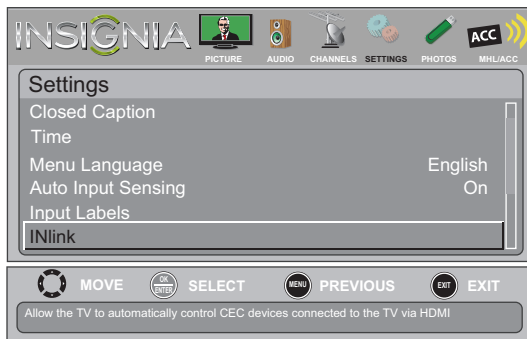 INSIGNIA
PICTURE AUDIO CHANNELS SETTINGS PHOTOS MHL/ACC
ACC
Settings
Closed Caption
Time
Menu Language English
Auto Input Sensing On
Input Labels
INlink
MOVE OK ENTER SELECT MENU PREVIOUS EXIT EXIT
Allow the TV to automatically control CEC devices connected to the TV via HDMI